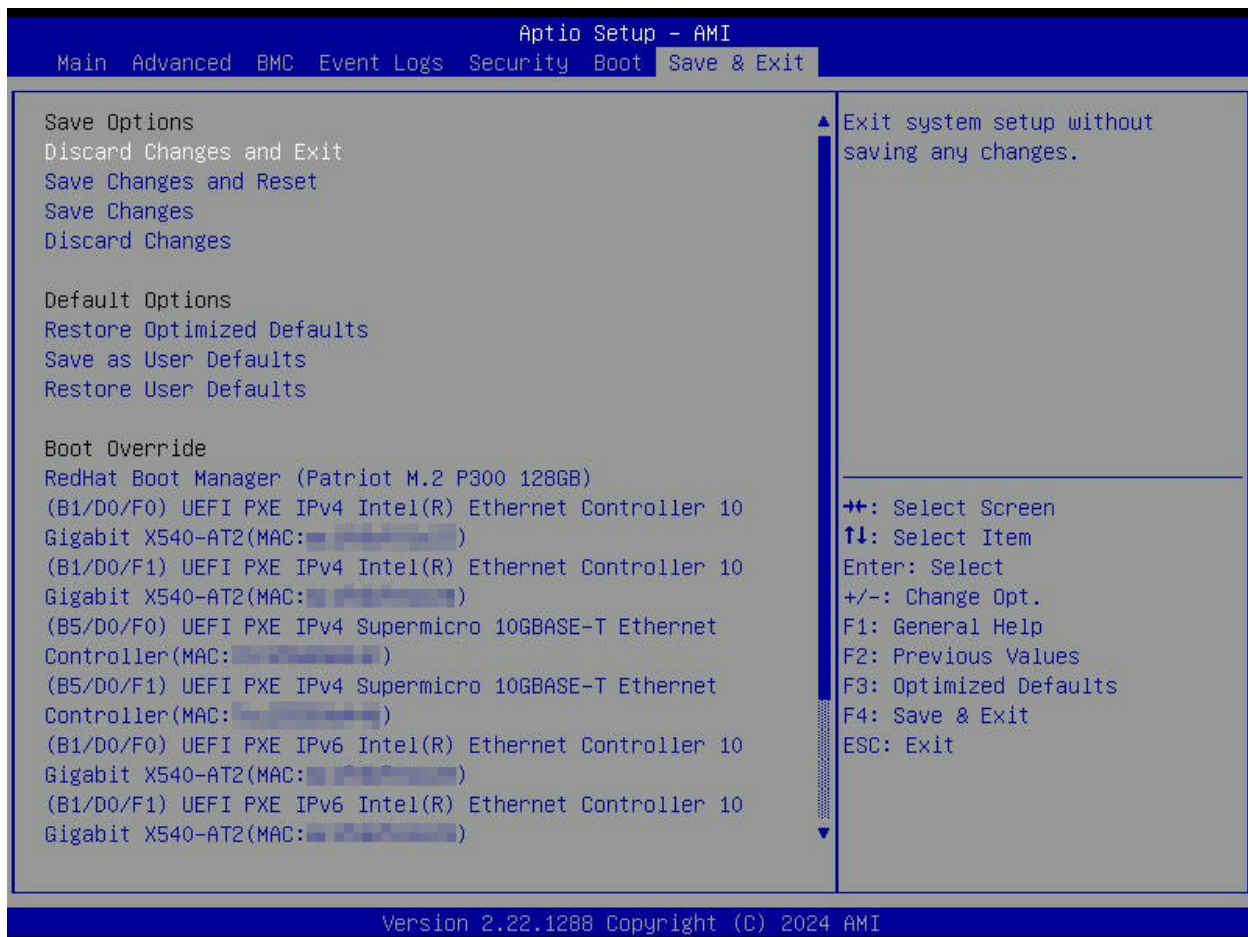 Aptio Setup – AMI
Main Advanced BMC Event Logs Security Boot Save & Exit
Save Options
Discard Changes and Exit
Save Changes and Reset
Save Changes
Discard Changes
Default Options
Restore Optimized Defaults
Save as User Defaults
Restore User Defaults
Boot Override
RedHat Boot Manager (Patriot M.2 P300 128GB)
(B1/D0/F0) UEFI PXE IPv4 Intel(R) Ethernet Controller 10
Gigabit X540-AT2(MAC: )
(B1/D0/F1) UEFI PXE IPv4 Intel(R) Ethernet Controller 10
Gigabit X540-AT2(MAC: )
(B5/D0/F0) UEFI PXE IPv4 Supermicro 10GBASE-T Ethernet
Controller(MAC: )
(B5/D0/F1) UEFI PXE IPv4 Supermicro 10GBASE-T Ethernet
Controller(MAC: )
(B1/D0/F0) UEFI PXE IPv6 Intel(R) Ethernet Controller 10
Gigabit X540-AT2(MAC: )
(B1/D0/F1) UEFI PXE IPv6 Intel(R) Ethernet Controller 10
Gigabit X540-AT2(MAC: )
Exit system setup without
saving any changes.
→←: Select Screen
↑↓: Select Item
Enter: Select
+/-: Change Opt.
F1: General Help
F2: Previous Values
F3: Optimized Defaults
F4: Save & Exit
ESC: Exit
Version 2.22.1288 Copyright (C) 2024 AMI